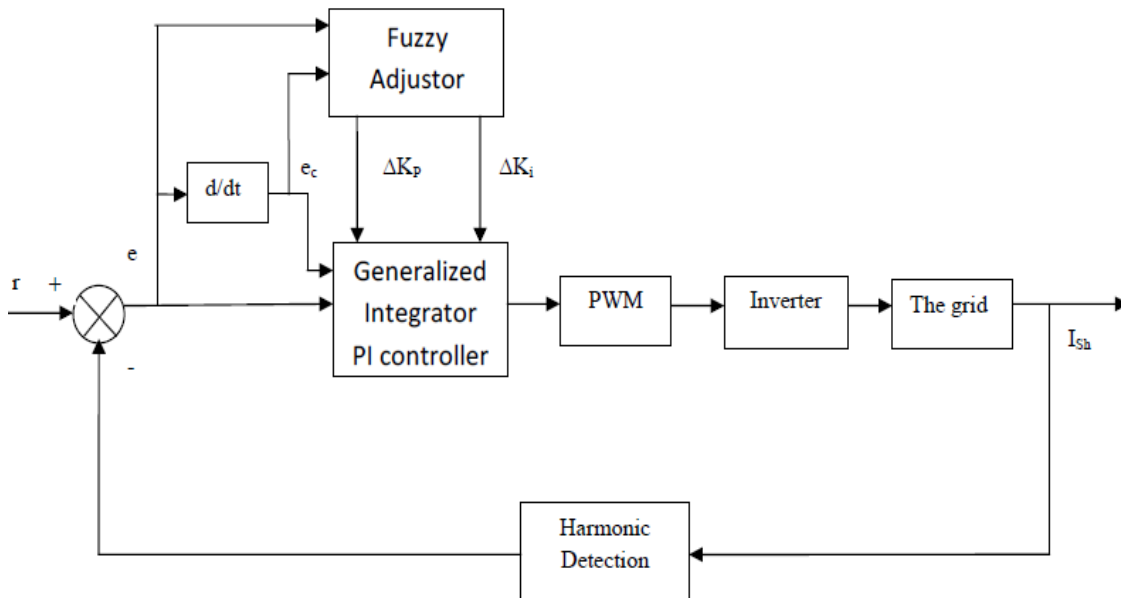 Fuzzy
Adjustor
ΔK_P
ΔK_i
e_c
d/dt
e
r
+
-
Generalized
Integrator
PI controller
PWM
Inverter
The grid
I_Sh
Harmonic
Detection